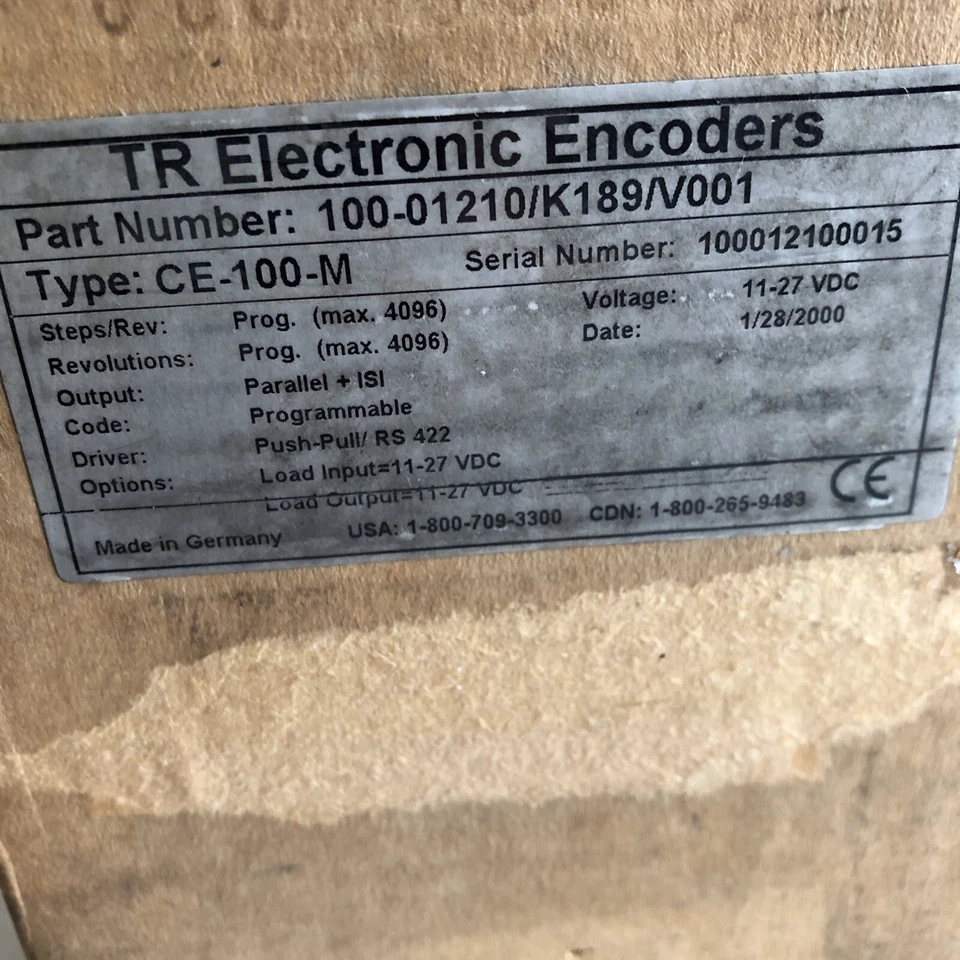 TR Electronic Encoders
Part Number: 100-01210/K189/V001
Type: CE-100-M Serial Number: 100012100015
Steps/Rev: Prog. (max. 4096) Voltage: 11-27 VDC
Revolutions: Prog. (max. 4096) Date: 1/28/2000
Output: Parallel + ISI
Code: Programmable
Driver: Push-Pull/ RS 422
Options: Load Input=11-27 VDC
Load Output=11-27 VDC
Made in Germany USA: 1-800-709-3300 CDN: 1-800-265-9483 CE